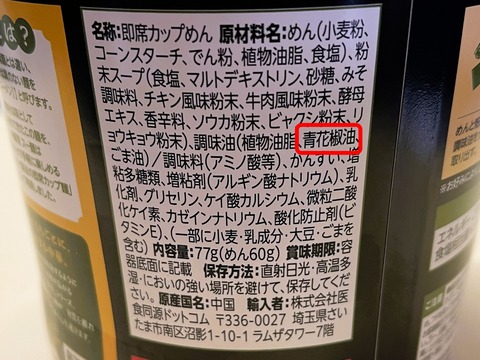 名称:即席カップめん 原材料名:めん(小麦粉、
コーンスターチ、でん粉、植物油脂、食塩)、粉
末スープ(食塩、マルトデキストリン、砂糖、みそ
調味料、チキン風味粉末、牛肉風味粉末、酵母
エキス、香辛料、ソウカ粉末、ビャクシ粉末、リ
ョウキョウ粉末)、調味油(植物油脂、青花椒油、
ごま油)/調味料(アミノ酸等)、かんすい、増
粘多糖類、増粘剤(アルギン酸ナトリウム)、乳
化剤、グリセリン、ケイ酸カルシウム、微粒二酸
化ケイ素、カゼインナトリウム、酸化防止剤(ビ
タミンE)、(一部に小麦・乳成分・大豆・ごまを
含む) 内容量:77g(めん60g) 賞味期限:容
器底面に記載 保存方法:直射日光・高温多
湿・においの強い場所を避けて、保存してくださ
い。 原産国名:中国 輸入者:株式会社医
食同源ドットコム 〒336-0027 埼玉県さい
たま市南区沼影1-10-1 ラムザタワー7階